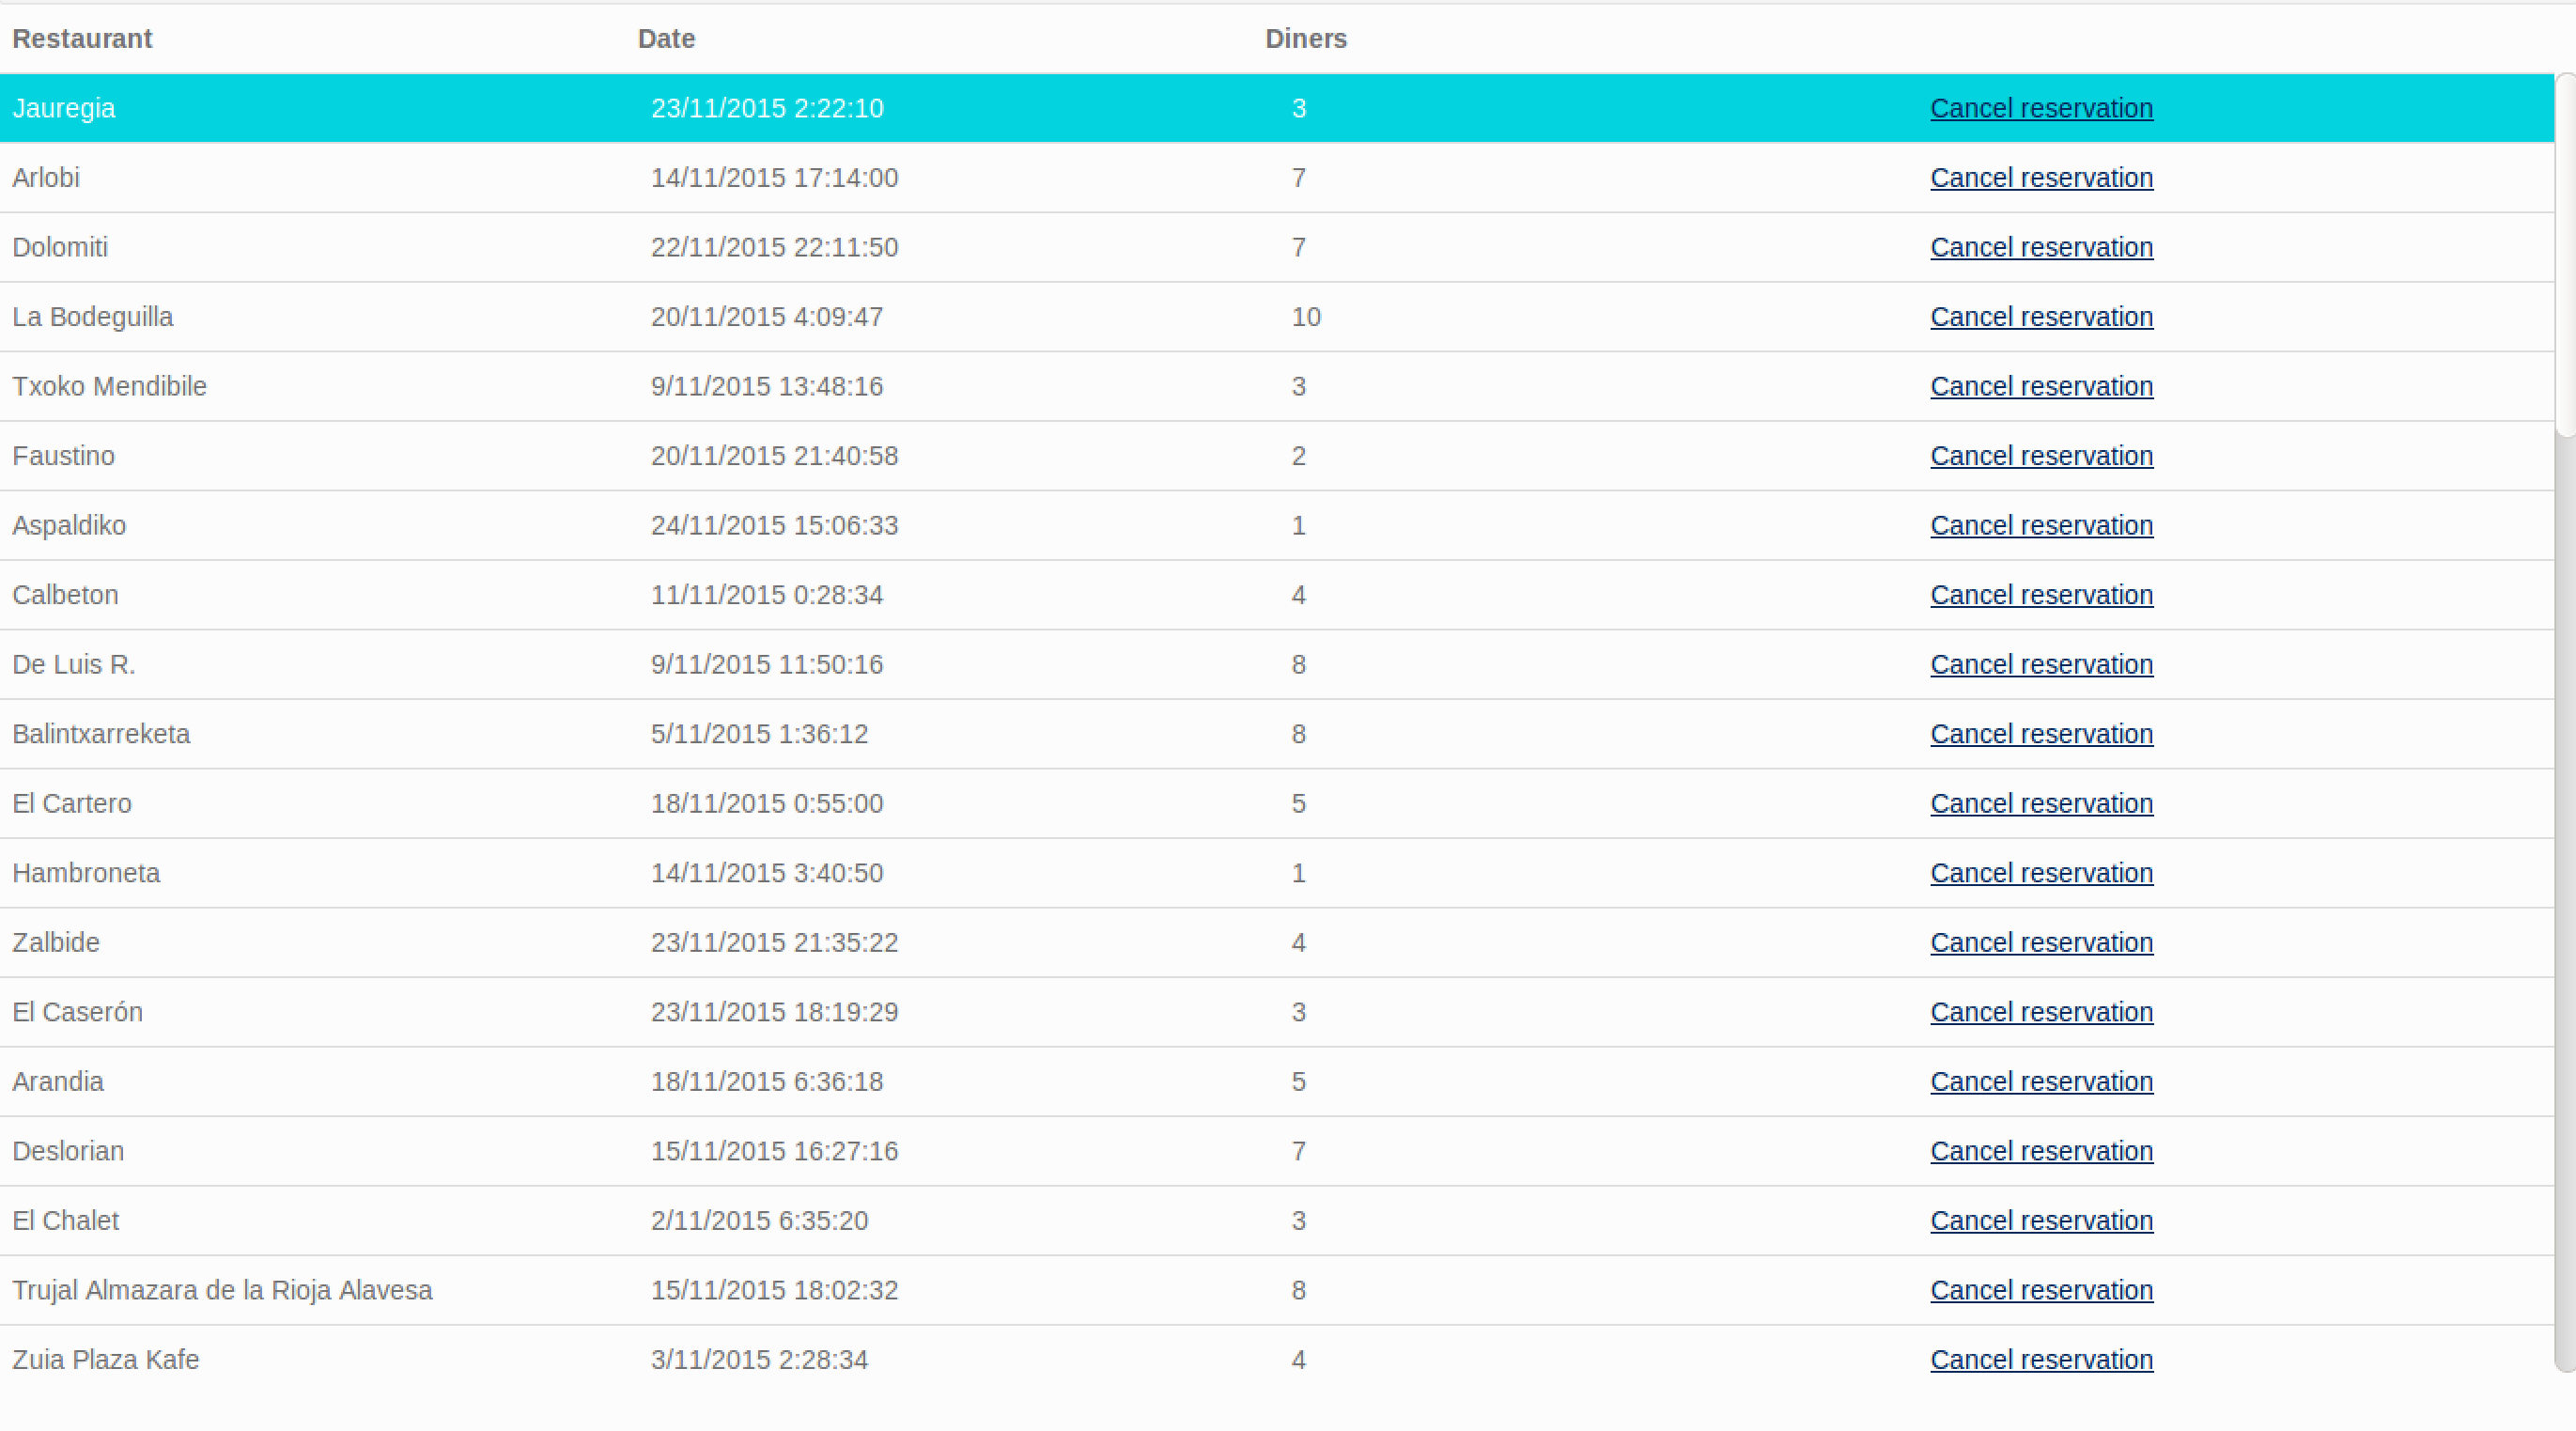 Restaurant Date Diners
Jauregia 23/11/2015 2:22:10 3 Cancel reservation
Arlobi 14/11/2015 17:14:00 7 Cancel reservation
Dolomiti 22/11/2015 22:11:50 7 Cancel reservation
La Bodeguilla 20/11/2015 4:09:47 10 Cancel reservation
Txoko Mendibile 9/11/2015 13:48:16 3 Cancel reservation
Faustino 20/11/2015 21:40:58 2 Cancel reservation
Aspaldiko 24/11/2015 15:06:33 1 Cancel reservation
Calbeton 11/11/2015 0:28:34 4 Cancel reservation
De Luis R. 9/11/2015 11:50:16 8 Cancel reservation
Balintxarreketa 5/11/2015 1:36:12 8 Cancel reservation
El Cartero 18/11/2015 0:55:00 5 Cancel reservation
Hambroneta 14/11/2015 3:40:50 1 Cancel reservation
Zalbide 23/11/2015 21:35:22 4 Cancel reservation
El Caserón 23/11/2015 18:19:29 3 Cancel reservation
Arandia 18/11/2015 6:36:18 5 Cancel reservation
Deslorian 15/11/2015 16:27:16 7 Cancel reservation
El Chalet 2/11/2015 6:35:20 3 Cancel reservation
Trujal Almazara de la Rioja Alavesa 15/11/2015 18:02:32 8 Cancel reservation
Zuia Plaza Kafe 3/11/2015 2:28:34 4 Cancel reservation